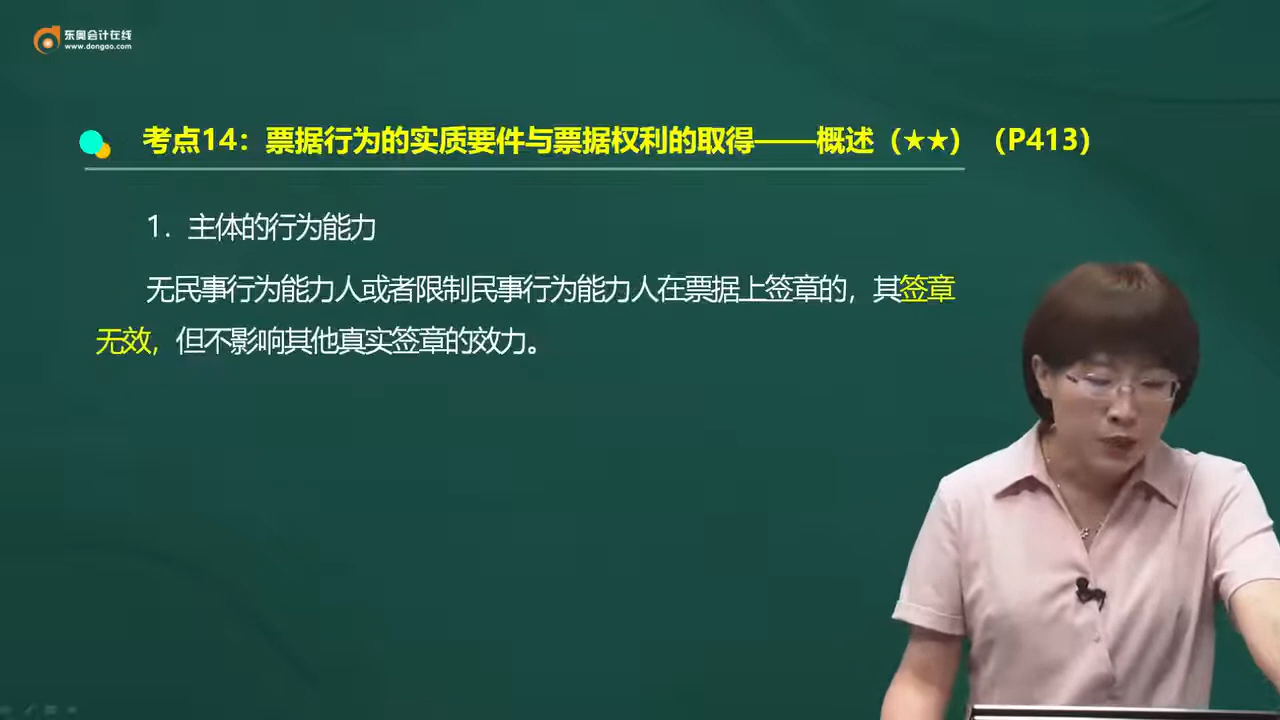 东奥会计在线
www.dongao.com
考点14：票据行为的实质要件与票据权利的取得——概述（★★）（P413）
1．主体的行为能力
无民事行为能力人或者限制民事行为能力人在票据上签章的，其签章
无效，但不影响其他真实签章的效力。